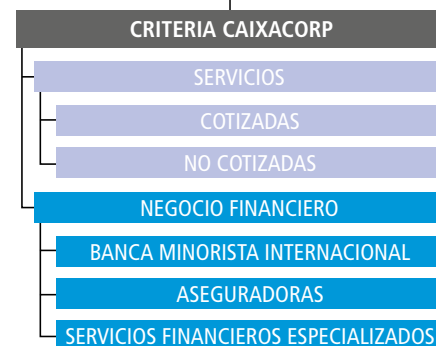 CRITERIA CAIXACORP
SERVICIOS
COTIZADAS
NO COTIZADAS
NEGOCIO FINANCIERO
BANCA MINORISTA INTERNACIONAL
ASEGURADORAS
SERVICIOS FINANCIEROS ESPECIALIZADOS